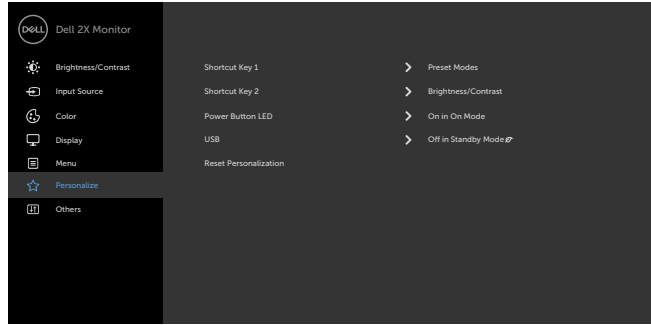 DELL Dell 2X Monitor
Brightness/Contrast Shortcut Key 1 Preset Modes
Input Source Shortcut Key 2 Brightness/Contrast
Color Power Button LED On in On Mode
Display USB Off in Standby Mode
Menu Reset Personalization
Personalize
Others